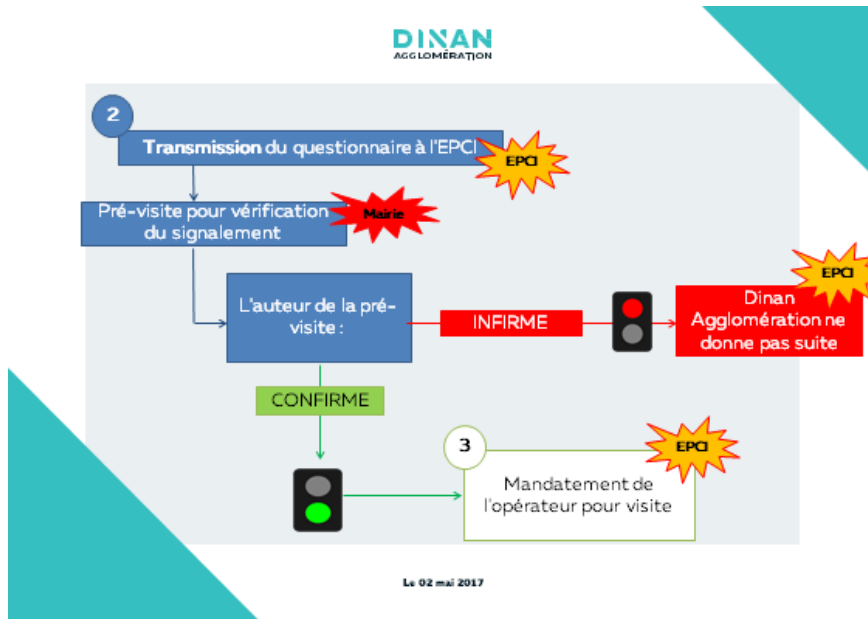 DINAN
AGGLOMÉRATION
2
Transmission du questionnaire à l'EPCI
EPCI
Pré-visite pour vérification
du signalement
Mairie
L'auteur de la pré-
visite :
INFIRME
EPCI
Dinan
Agglomération ne
donne pas suite
CONFIRME
3
EPCI
Mandatement de
l'opérateur pour visite
Le 02 mai 2017